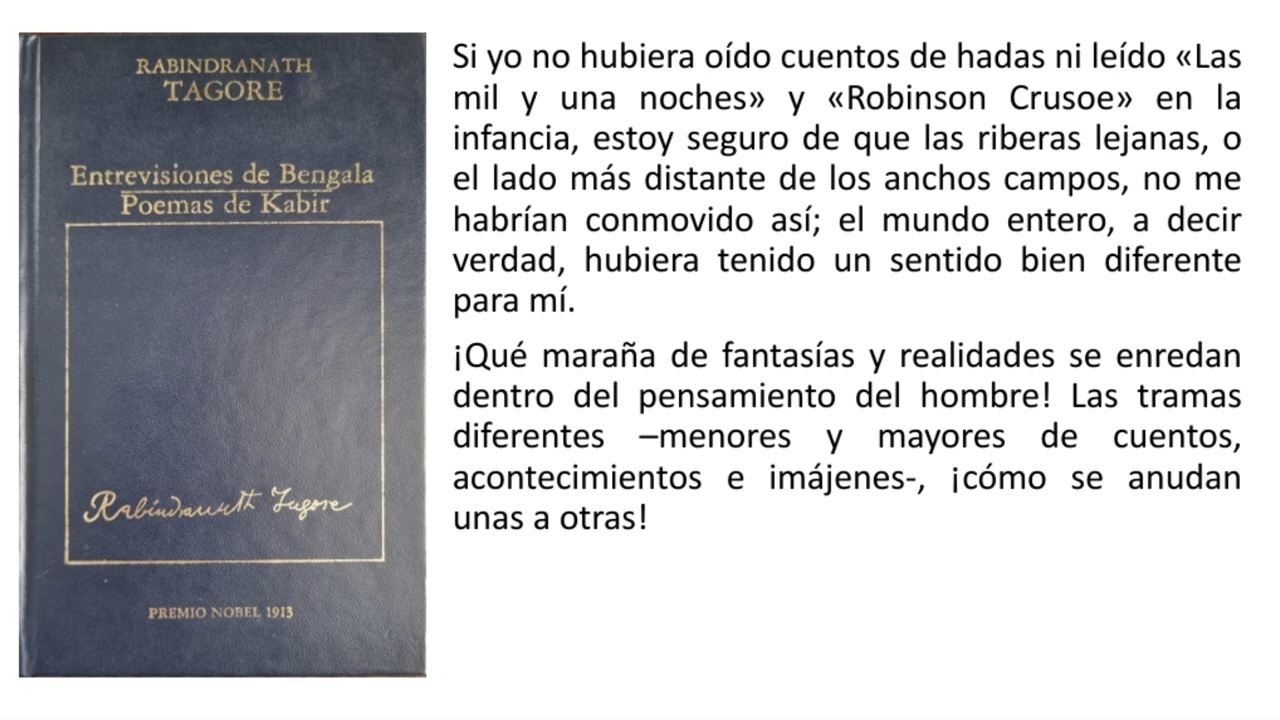 RABINDRANATH
TAGORE
Entrevisiones de Bengala
Poemas de Kabir
Rabindranath Tagore
PREMIO NOBEL 1913
Si yo no hubiera oído cuentos de hadas ni leído «Las
mil y una noches» y «Robinson Crusoe» en la
infancia, estoy seguro de que las riberas lejanas, o
el lado más distante de los anchos campos, no me
habrían conmovido así; el mundo entero, a decir
verdad, hubiera tenido un sentido bien diferente
para mí.
¡Qué maraña de fantasías y realidades se enredan
dentro del pensamiento del hombre! Las tramas
diferentes –menores y mayores de cuentos,
acontecimientos e imájenes-, ¡cómo se anudan
unas a otras!